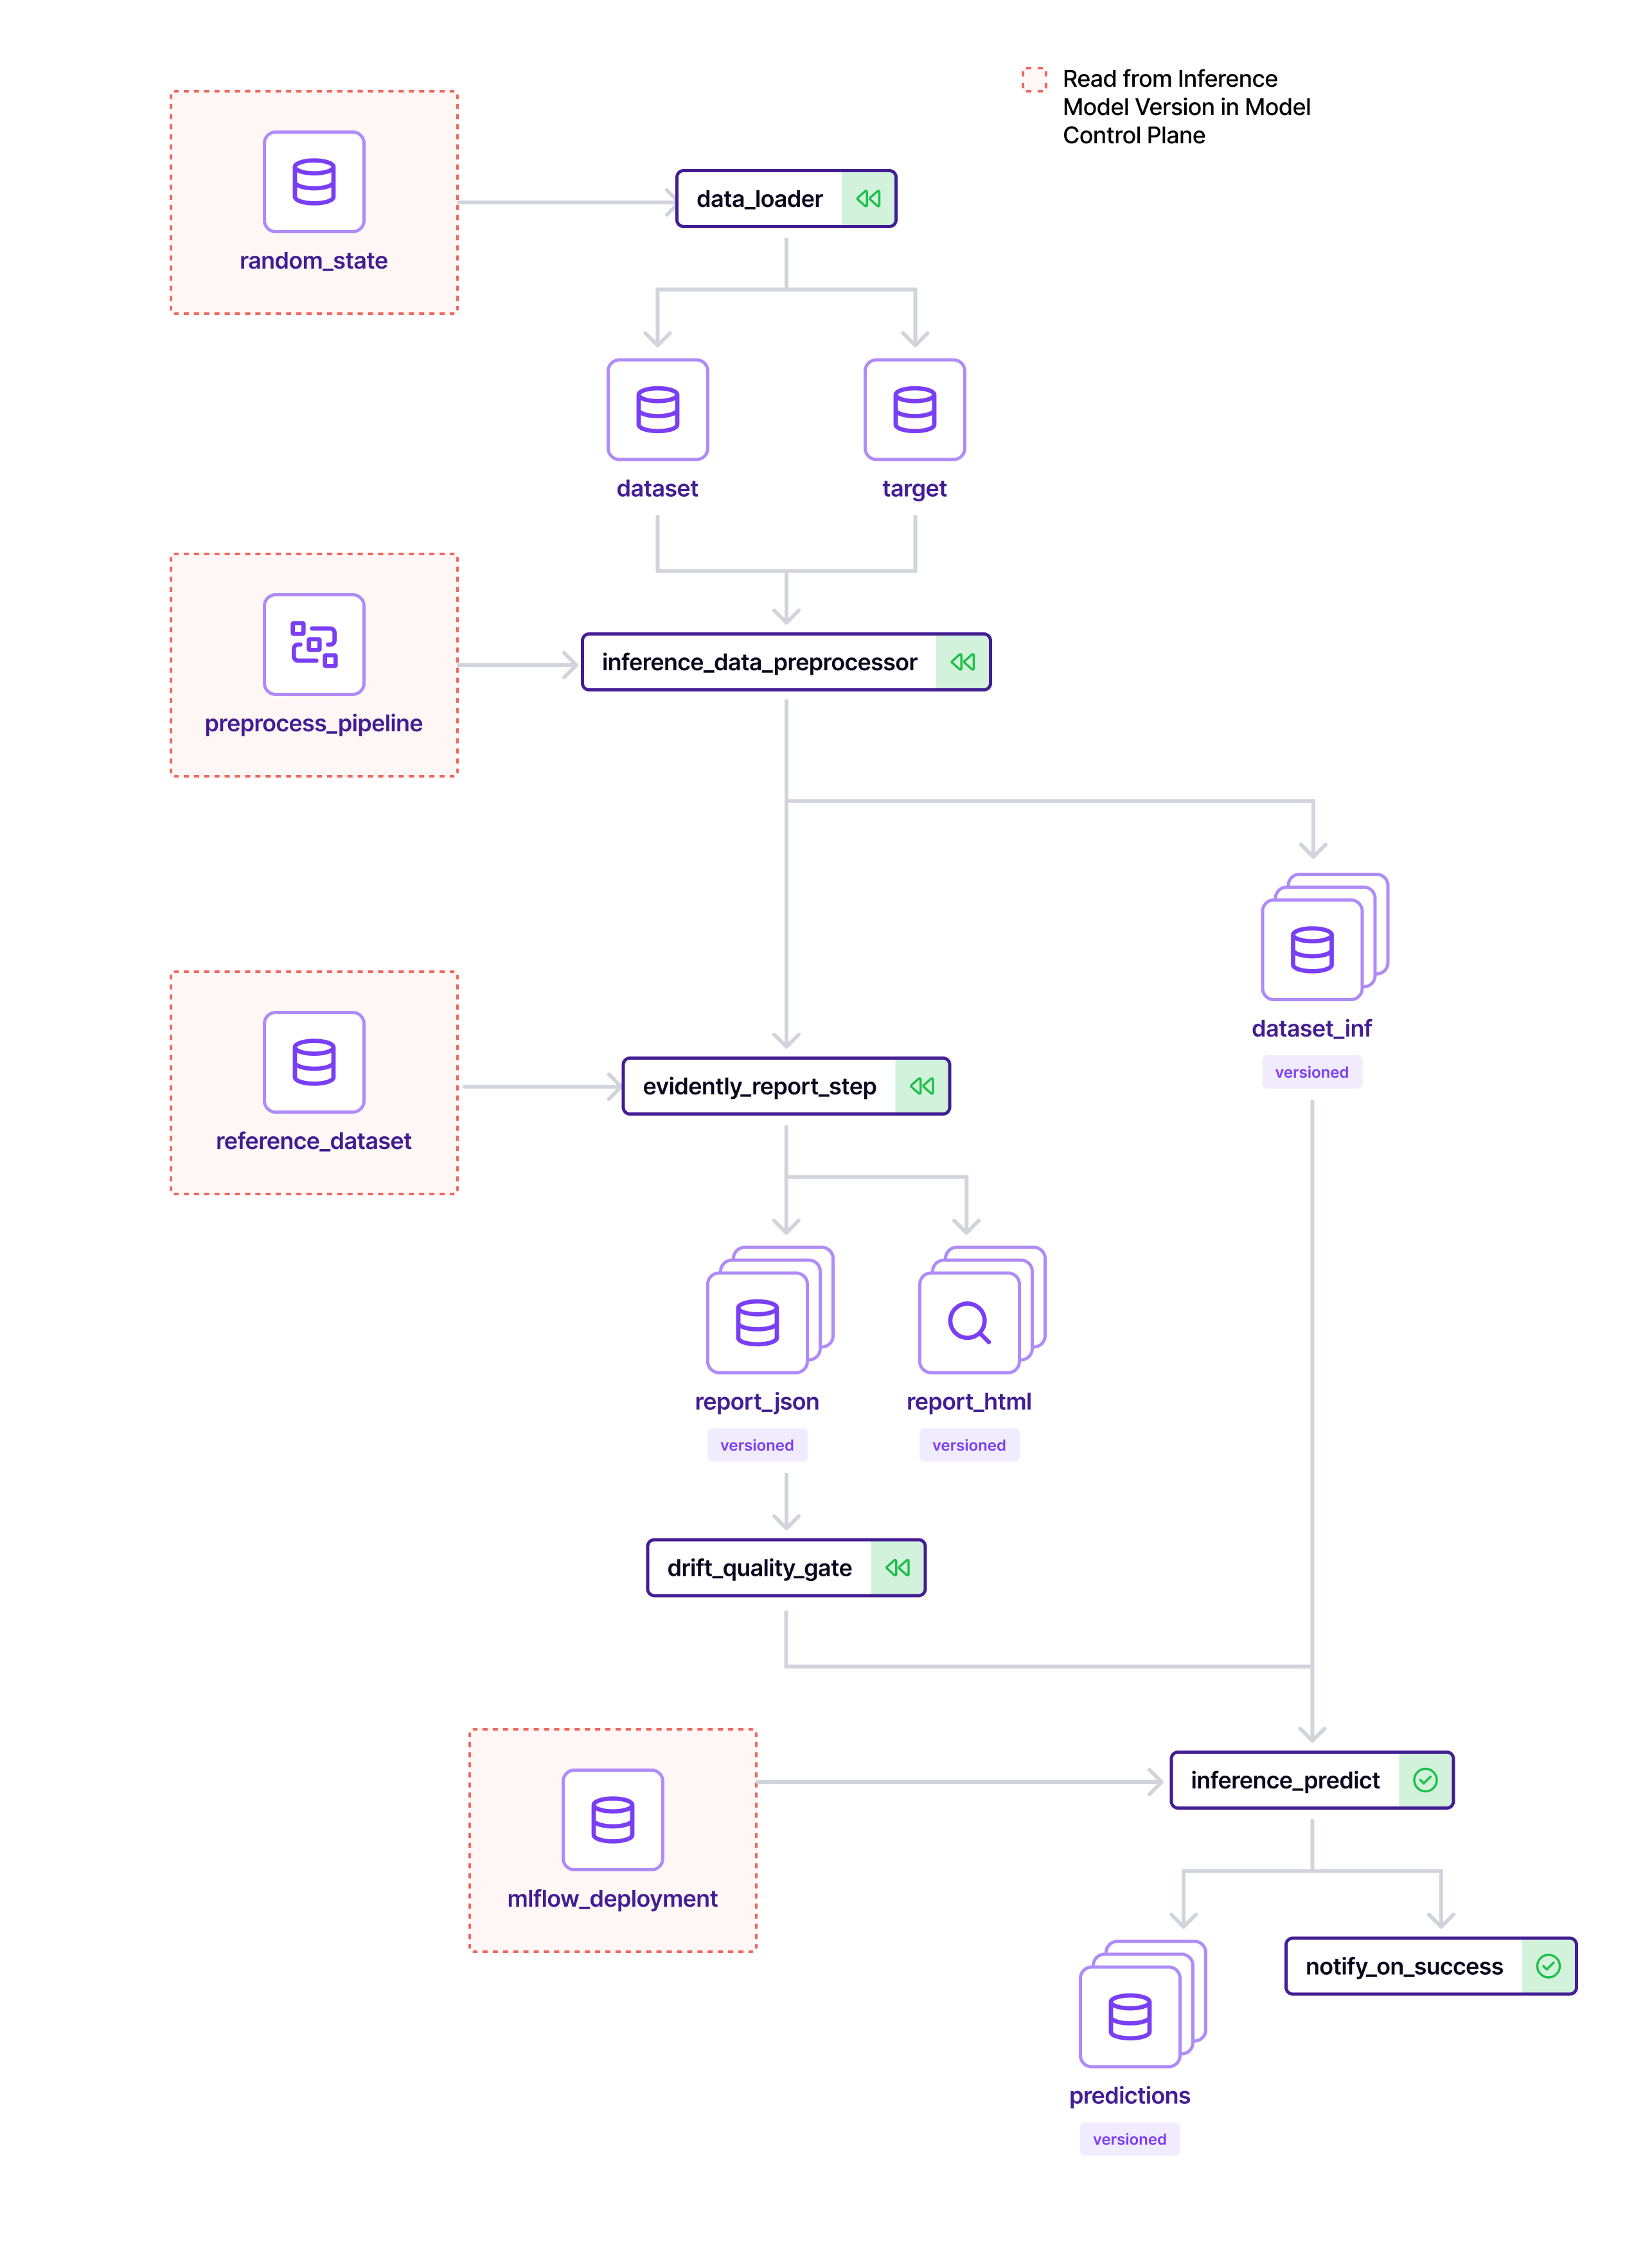 Read from Inference
Model Version in Model
Control Plane
random_state
data_loader
dataset
target
preprocess_pipeline
inference_data_preprocessor
dataset_inf
versioned
reference_dataset
evidently_report_step
report_json
report_html
versioned
versioned
drift_quality_gate
mlflow_deployment
inference_predict
notify_on_success
predictions
versioned